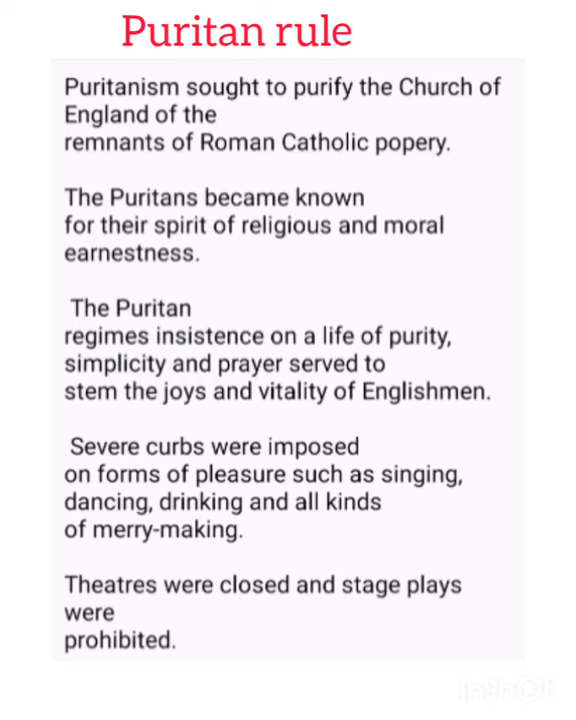 Puritan rule
Puritanism sought to purify the Church of
England of the
remnants of Roman Catholic popery.
The Puritans became known
for their spirit of religious and moral
earnestness.
The Puritan
regimes insistence on a life of purity,
simplicity and prayer served to
stem the joys and vitality of Englishmen.
Severe curbs were imposed
on forms of pleasure such as singing,
dancing, drinking and all kinds
of merry-making.
Theatres were closed and stage plays
were
prohibited.
InShOt